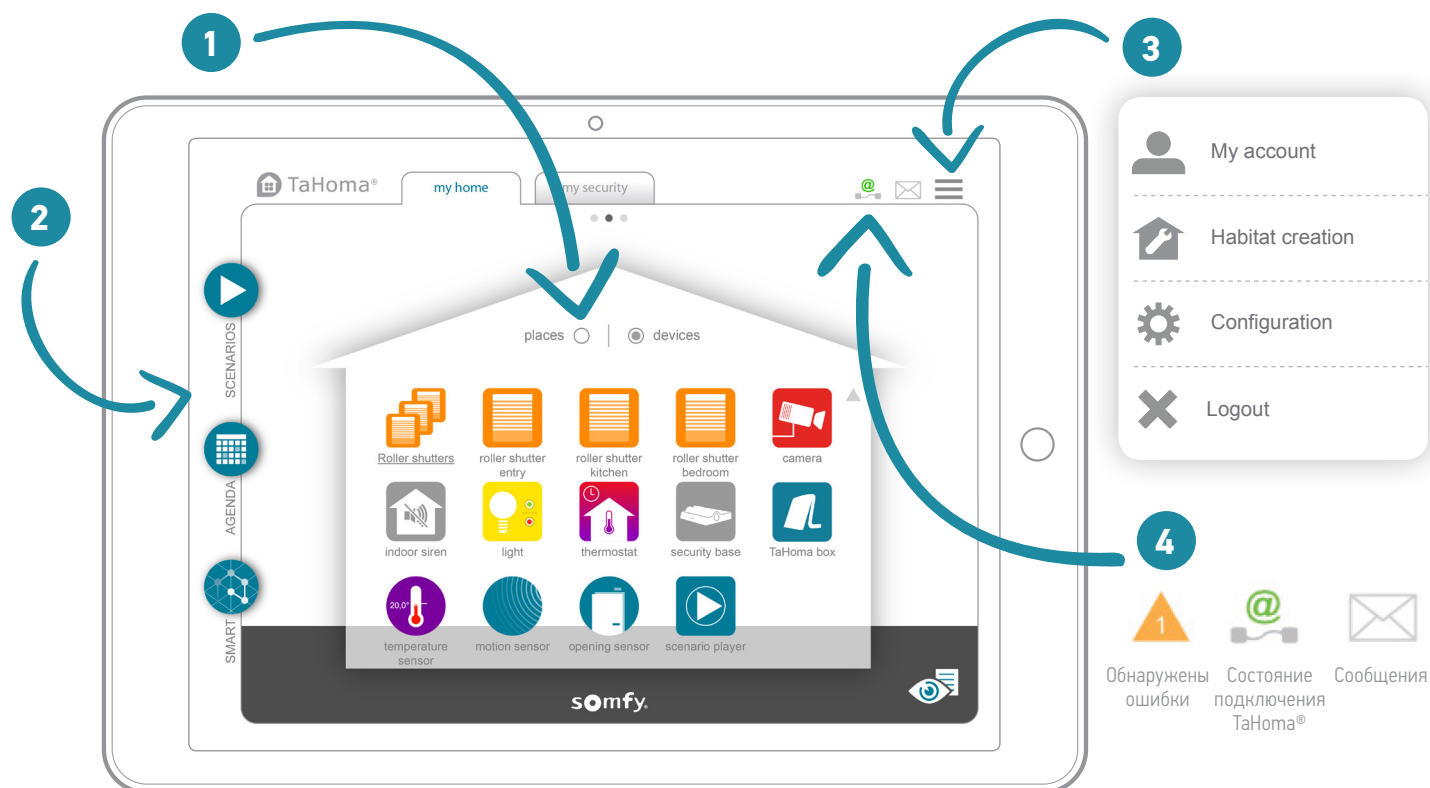 1
3
2
TaHoma®
my home
my security
@
My account
Habitat creation
Configuration
Logout
SCENARIOS
AGENDA
SMART
places
devices
Roller shutters
roller shutter
entry
roller shutter
kitchen
roller shutter
bedroom
camera
indoor siren
light
thermostat
security base
TaHoma box
20,0°
temperature
sensor
motion sensor
opening sensor
scenario player
somfy.
4
1
@
Обнаружены
ошибки
Состояние
подключения
TaHoma®
Сообщения